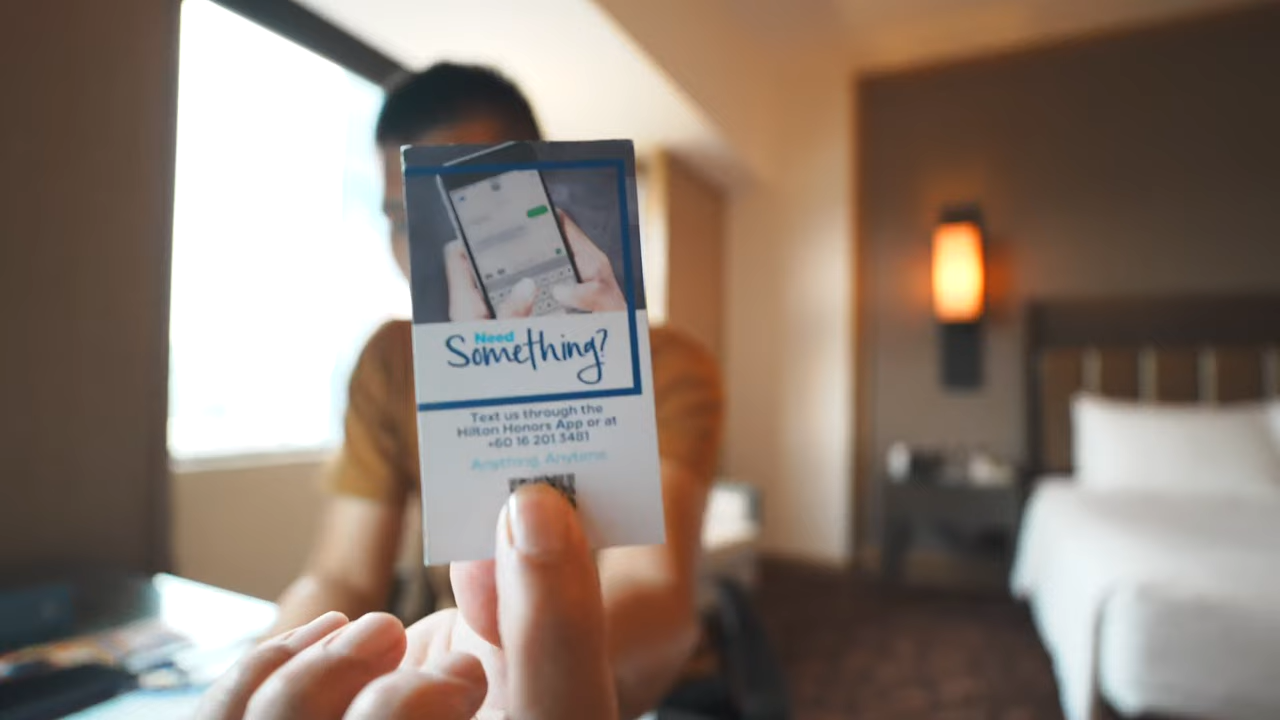 Need
Something?
Text us through the
Hilton Honors App or at
+60 16 201 3481
Anything, Anytime